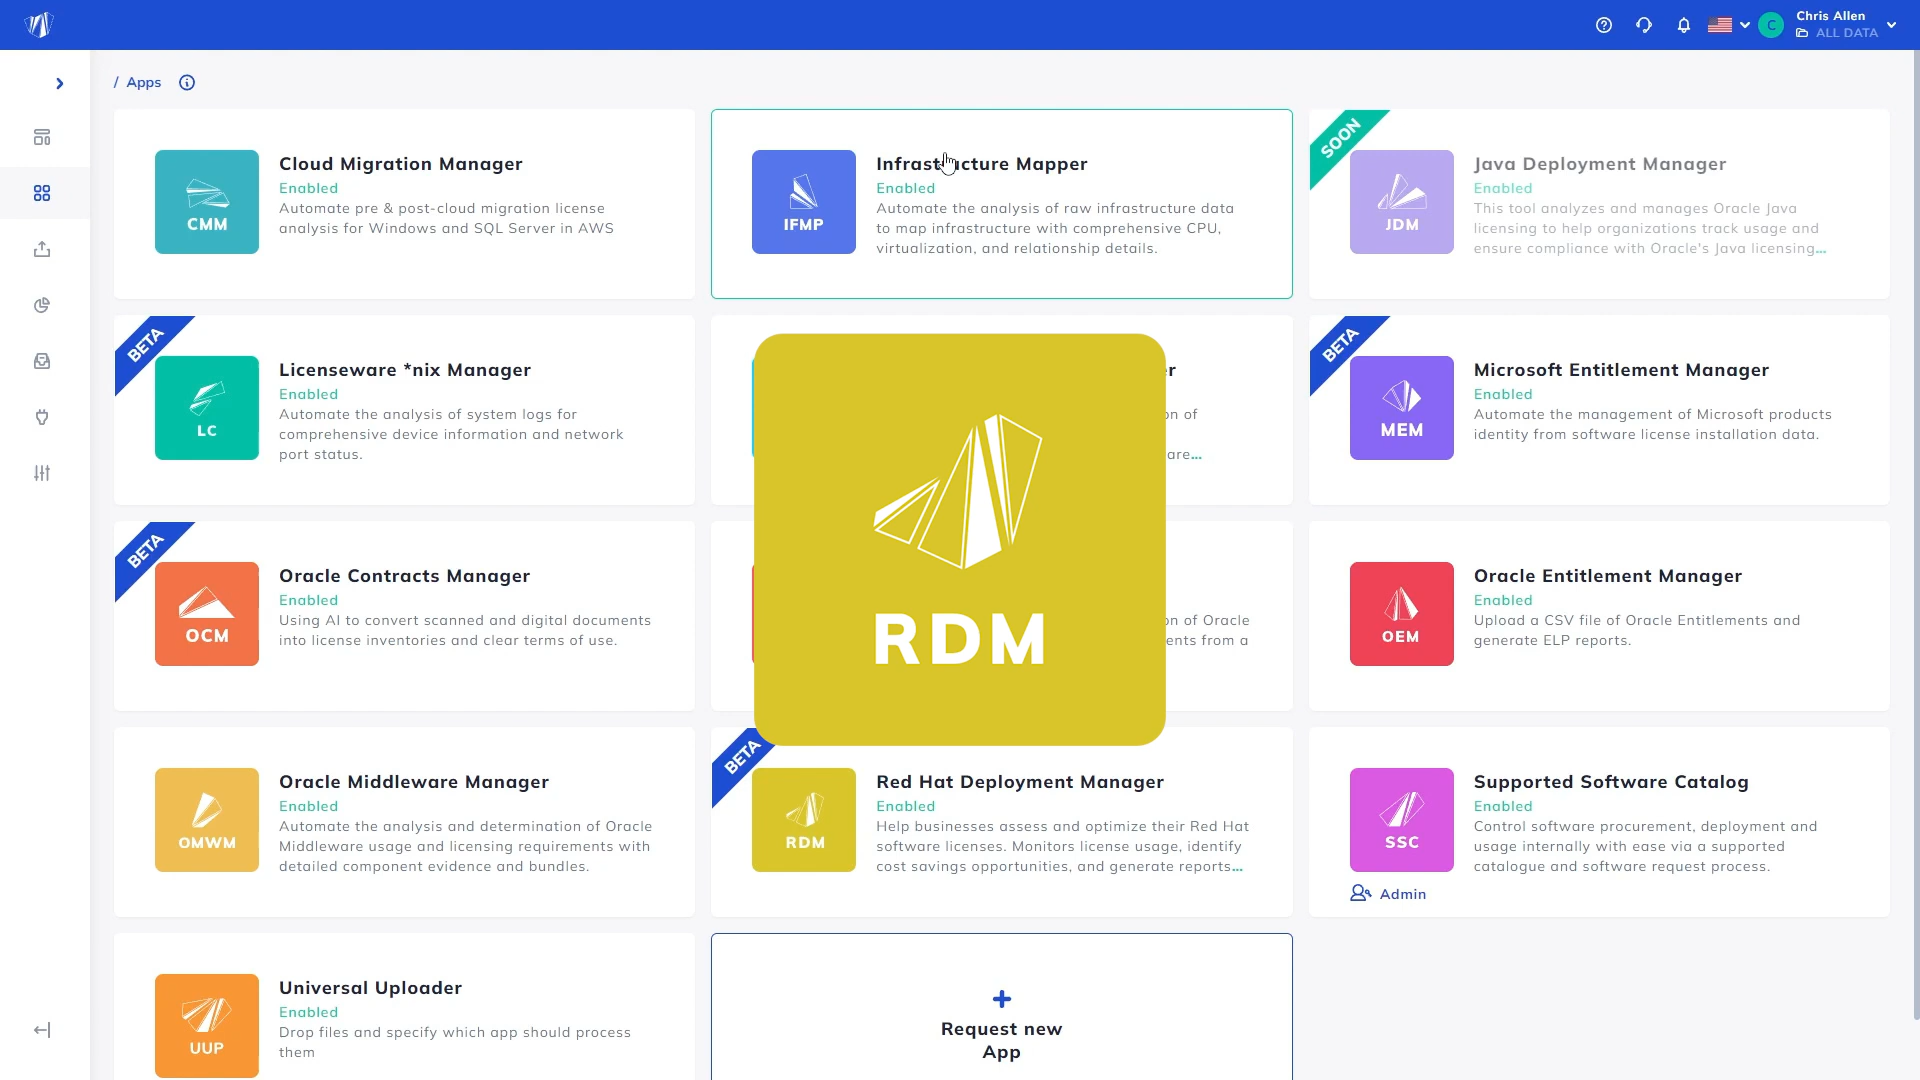 Chris Allen
C
ALL DATA
/ Apps
CMM
Cloud Migration Manager
Enabled
Automate pre & post-cloud migration license
analysis for Windows and SQL Server in AWS
IFMP
Infrastructure Mapper
Enabled
Automate the analysis of raw infrastructure data
to map infrastructure with comprehensive CPU,
virtualization, and relationship details.
SOON
JDM
Java Deployment Manager
Enabled
This tool analyzes and manages Oracle Java
licensing to help organizations track usage and
ensure compliance with Oracle's Java licensing...
BETA
LC
Licenseware *nix Manager
Enabled
Automate the analysis of system logs for
comprehensive device information and network
port status.
BETA
MEM
Microsoft Entitlement Manager
Enabled
Automate the management of Microsoft products
identity from software license installation data.
RDM
BETA
OCM
Oracle Contracts Manager
Enabled
Using AI to convert scanned and digital documents
into license inventories and clear terms of use.
of Oracle
from a
OEM
Oracle Entitlement Manager
Enabled
Upload a CSV file of Oracle Entitlements and
generate ELP reports.
OMWM
Oracle Middleware Manager
Enabled
Automate the analysis and determination of Oracle
Middleware usage and licensing requirements with
detailed component evidence and bundles.
BETA
RDM
Red Hat Deployment Manager
Enabled
Help businesses assess and optimize their Red Hat
software licenses. Monitors license usage, identify
cost savings opportunities, and generate reports...
SSC
Supported Software Catalog
Enabled
Control software procurement, deployment and
usage internally with ease via a supported
catalogue and software request process.
Admin
UUP
Universal Uploader
Enabled
Drop files and specify which app should process
them
Request new
App